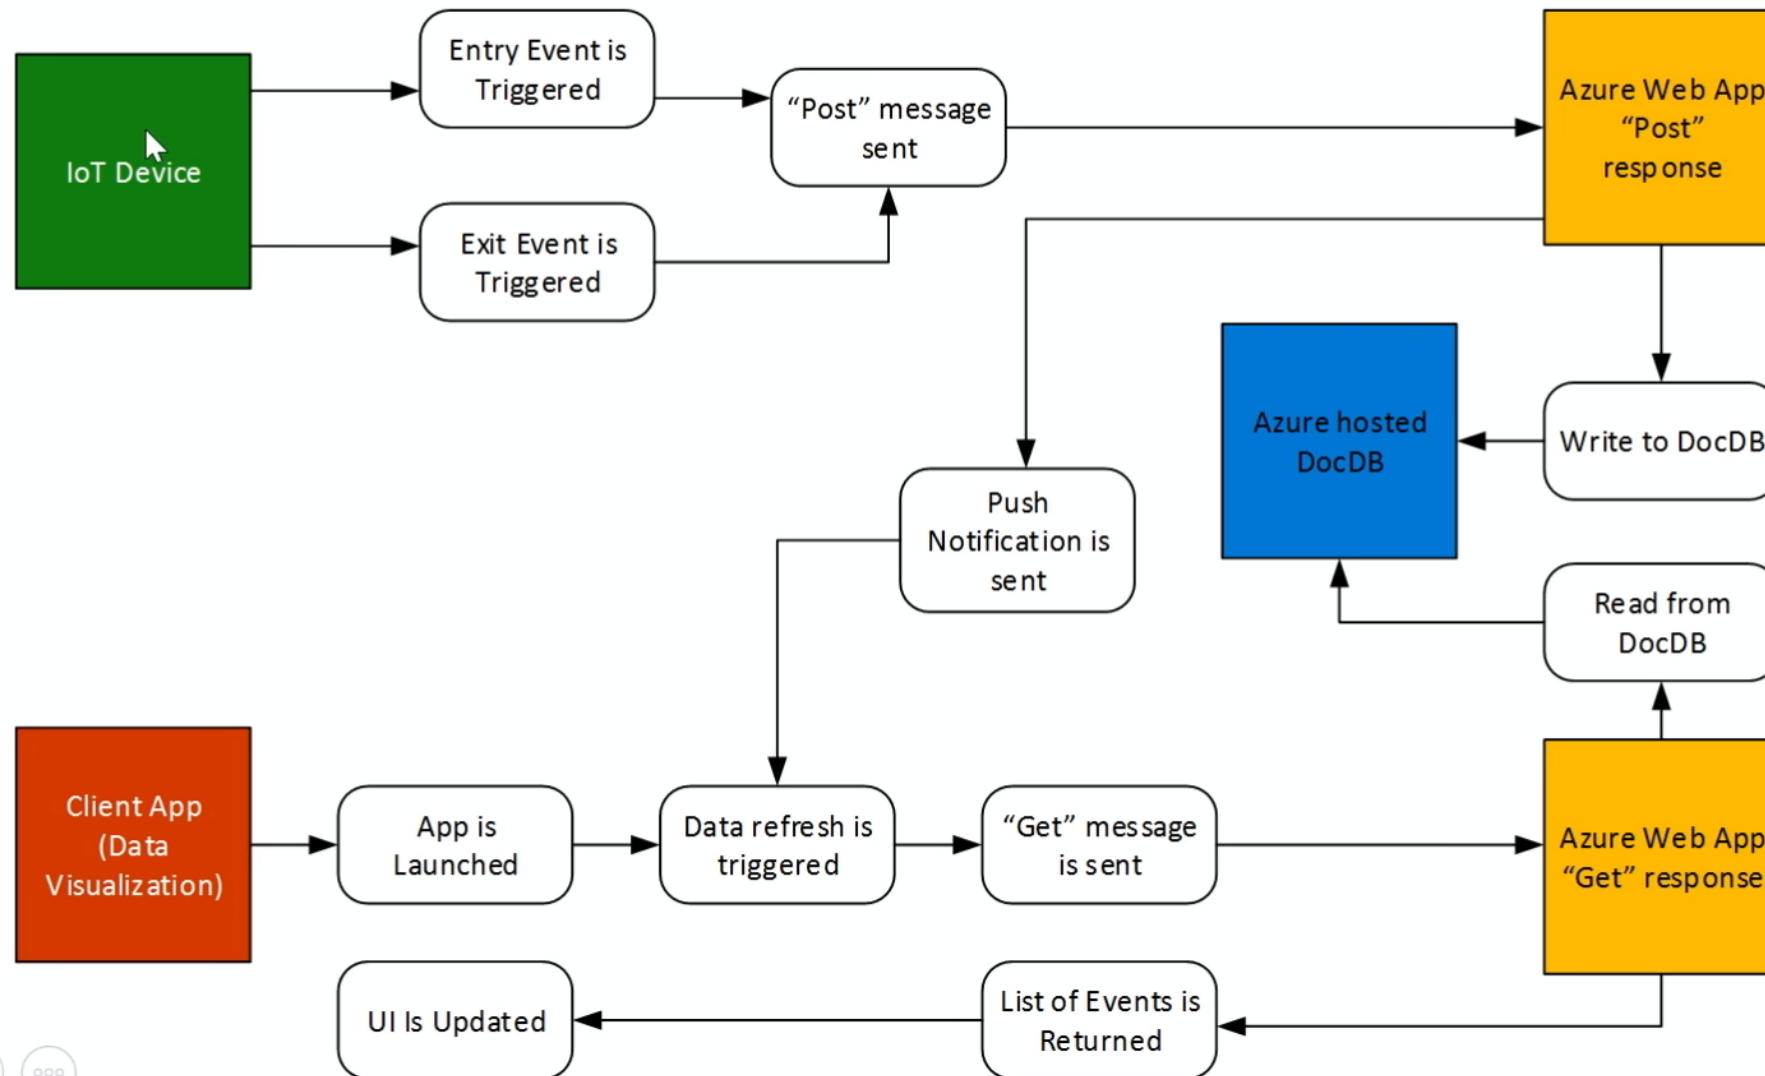 Entry Event is
Triggered
“Post” message
sent
Azure Web App
“Post”
response
IoT Device
Exit Event is
Triggered
Azure hosted
DocDB
Write to DocDB
Push
Notification is
sent
Read from
DocDB
Client App
(Data
Visualization)
App is
Launched
Data refresh is
triggered
“Get” message
is sent
Azure Web App
“Get” response
UI Is Updated
List of Events is
Returned